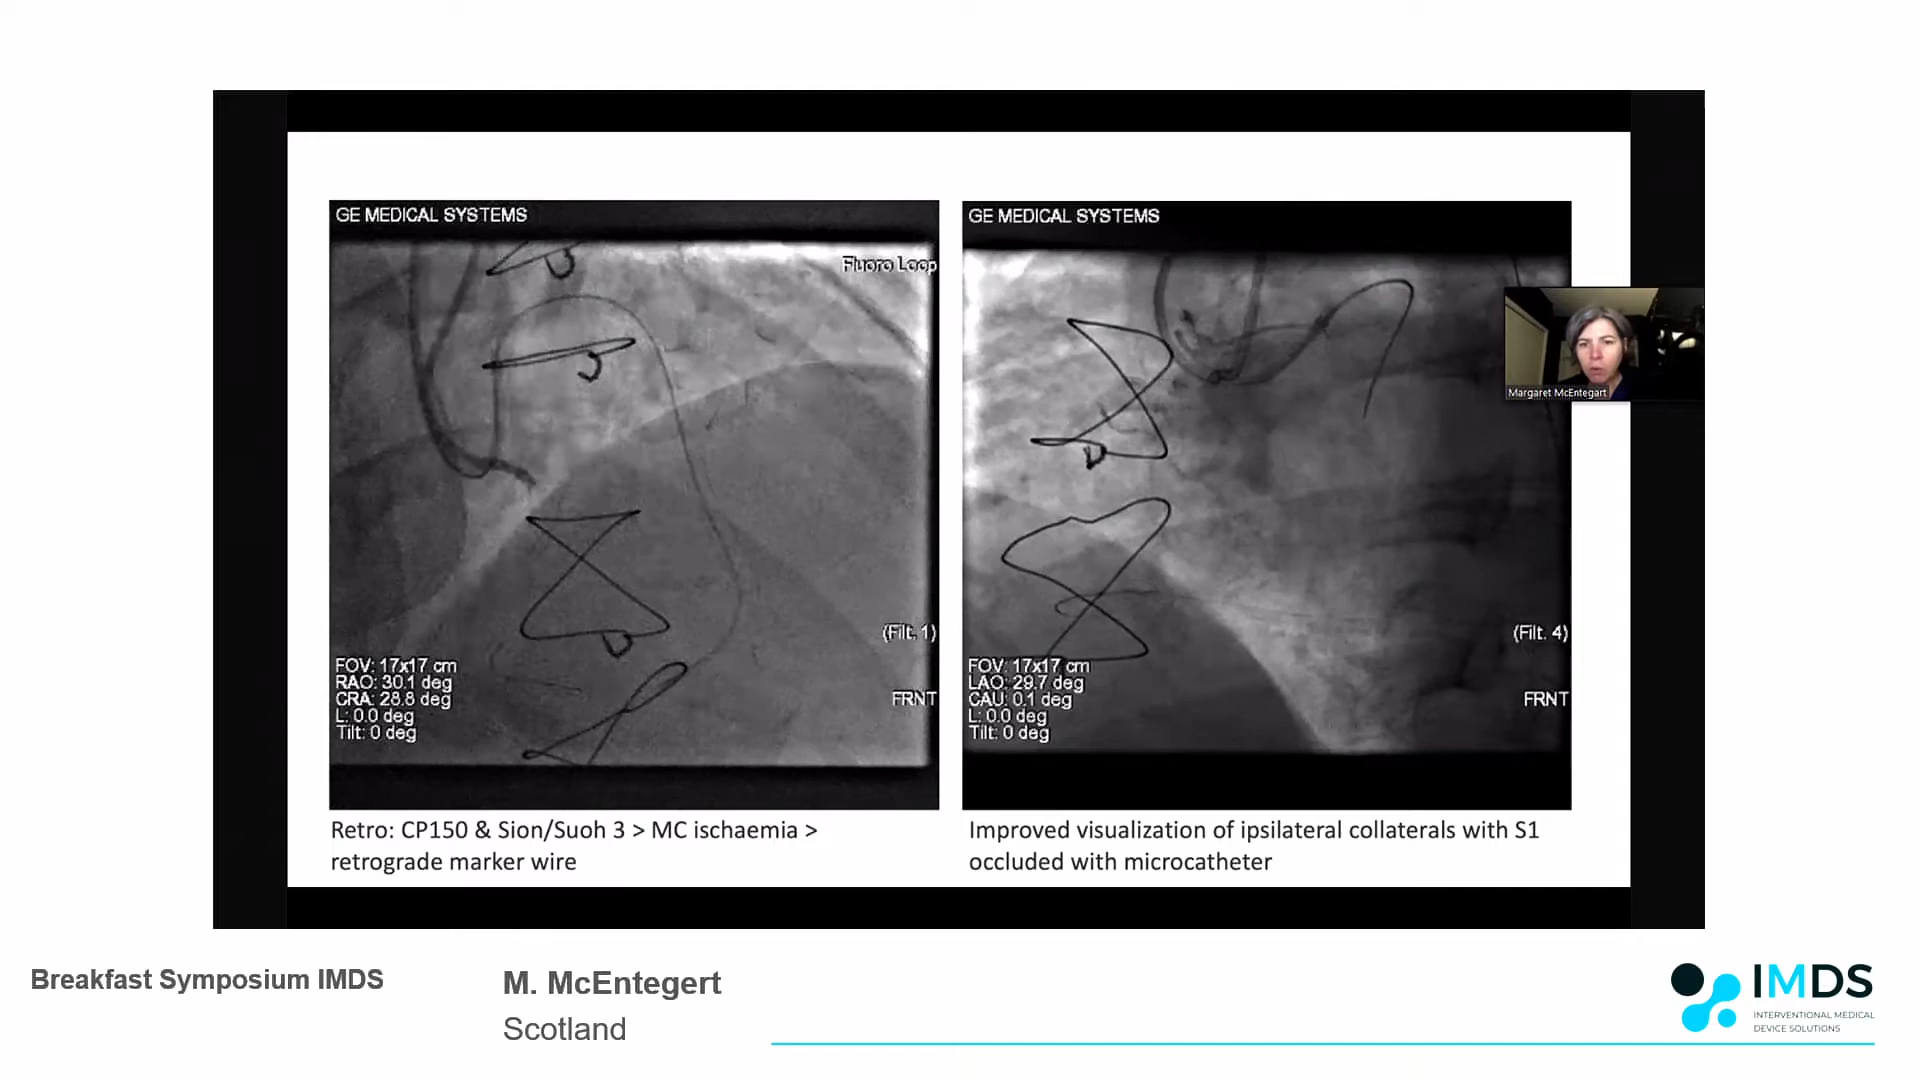 GE MEDICAL SYSTEMS
Fluoro Loop
(Filt. 1)
FOV: 17x17 cm
RAO: 30.1 deg
CRA: 28.8 deg
L: 0.0 deg
Tilt: 0 deg
FRNT
Retro: CP150 & Sion/Suoh 3 > MC ischaemia >
retrograde marker wire
GE MEDICAL SYSTEMS
(Filt. 4)
FOV: 17x17 cm
LAO: 29.7 deg
CAU: 0.1 deg
L: 0.0 deg
Tilt: 0 deg
FRNT
Improved visualization of ipsilateral collaterals with S1
occluded with microcatheter
Margaret McEntegart
Breakfast Symposium IMDS
M. McEntegert
Scotland
IMDS
INTERVENTIONAL MEDICAL
DEVICE SOLUTIONS